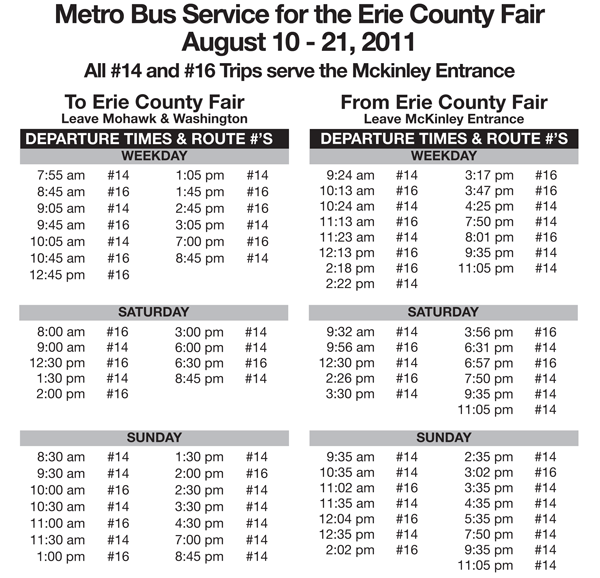 Metro Bus Service for the Erie County Fair
August 10 - 21, 2011
All #14 and #16 Trips serve the Mckinley Entrance
To Erie County Fair
Leave Mohawk & Washington
DEPARTURE TIMES & ROUTE #'S
WEEKDAY
7:55 am #14 1:05 pm #14
8:45 am #16 1:45 pm #16
9:05 am #14 2:45 pm #16
9:45 am #16 3:05 pm #14
10:05 am #14 7:00 pm #16
10:45 am #16 8:45 pm #14
12:45 pm #16
SATURDAY
8:00 am #16 3:00 pm #14
9:00 am #14 6:00 pm #14
12:30 pm #16 6:30 pm #16
1:30 pm #14 8:45 pm #14
2:00 pm #16
SUNDAY
8:30 am #14 1:30 pm #14
9:30 am #14 2:00 pm #16
10:00 am #16 2:30 pm #14
10:30 am #14 3:30 pm #14
11:00 am #16 4:30 pm #14
11:30 am #14 7:00 pm #14
1:00 pm #16 8:45 pm #14
From Erie County Fair
Leave McKinley Entrance
DEPARTURE TIMES & ROUTE #'S
WEEKDAY
9:24 am #14 3:17 pm #16
10:13 am #16 3:47 pm #16
10:24 am #14 4:25 pm #14
11:13 am #16 7:50 pm #14
11:23 am #14 8:01 pm #16
12:13 pm #16 9:35 pm #14
2:18 pm #16 11:05 pm #14
2:22 pm #14
SATURDAY
9:32 am #14 3:56 pm #16
9:56 am #16 6:31 pm #14
12:30 pm #14 6:57 pm #16
2:26 pm #16 7:50 pm #14
3:30 pm #14 9:35 pm #14
11:05 pm #14
SUNDAY
9:35 am #14 2:35 pm #14
10:35 am #14 3:02 pm #16
11:02 am #16 3:35 pm #14
11:35 am #14 4:35 pm #14
12:04 pm #16 5:35 pm #14
12:35 pm #14 7:50 pm #14
2:02 pm #16 9:35 pm #14
11:05 pm #14